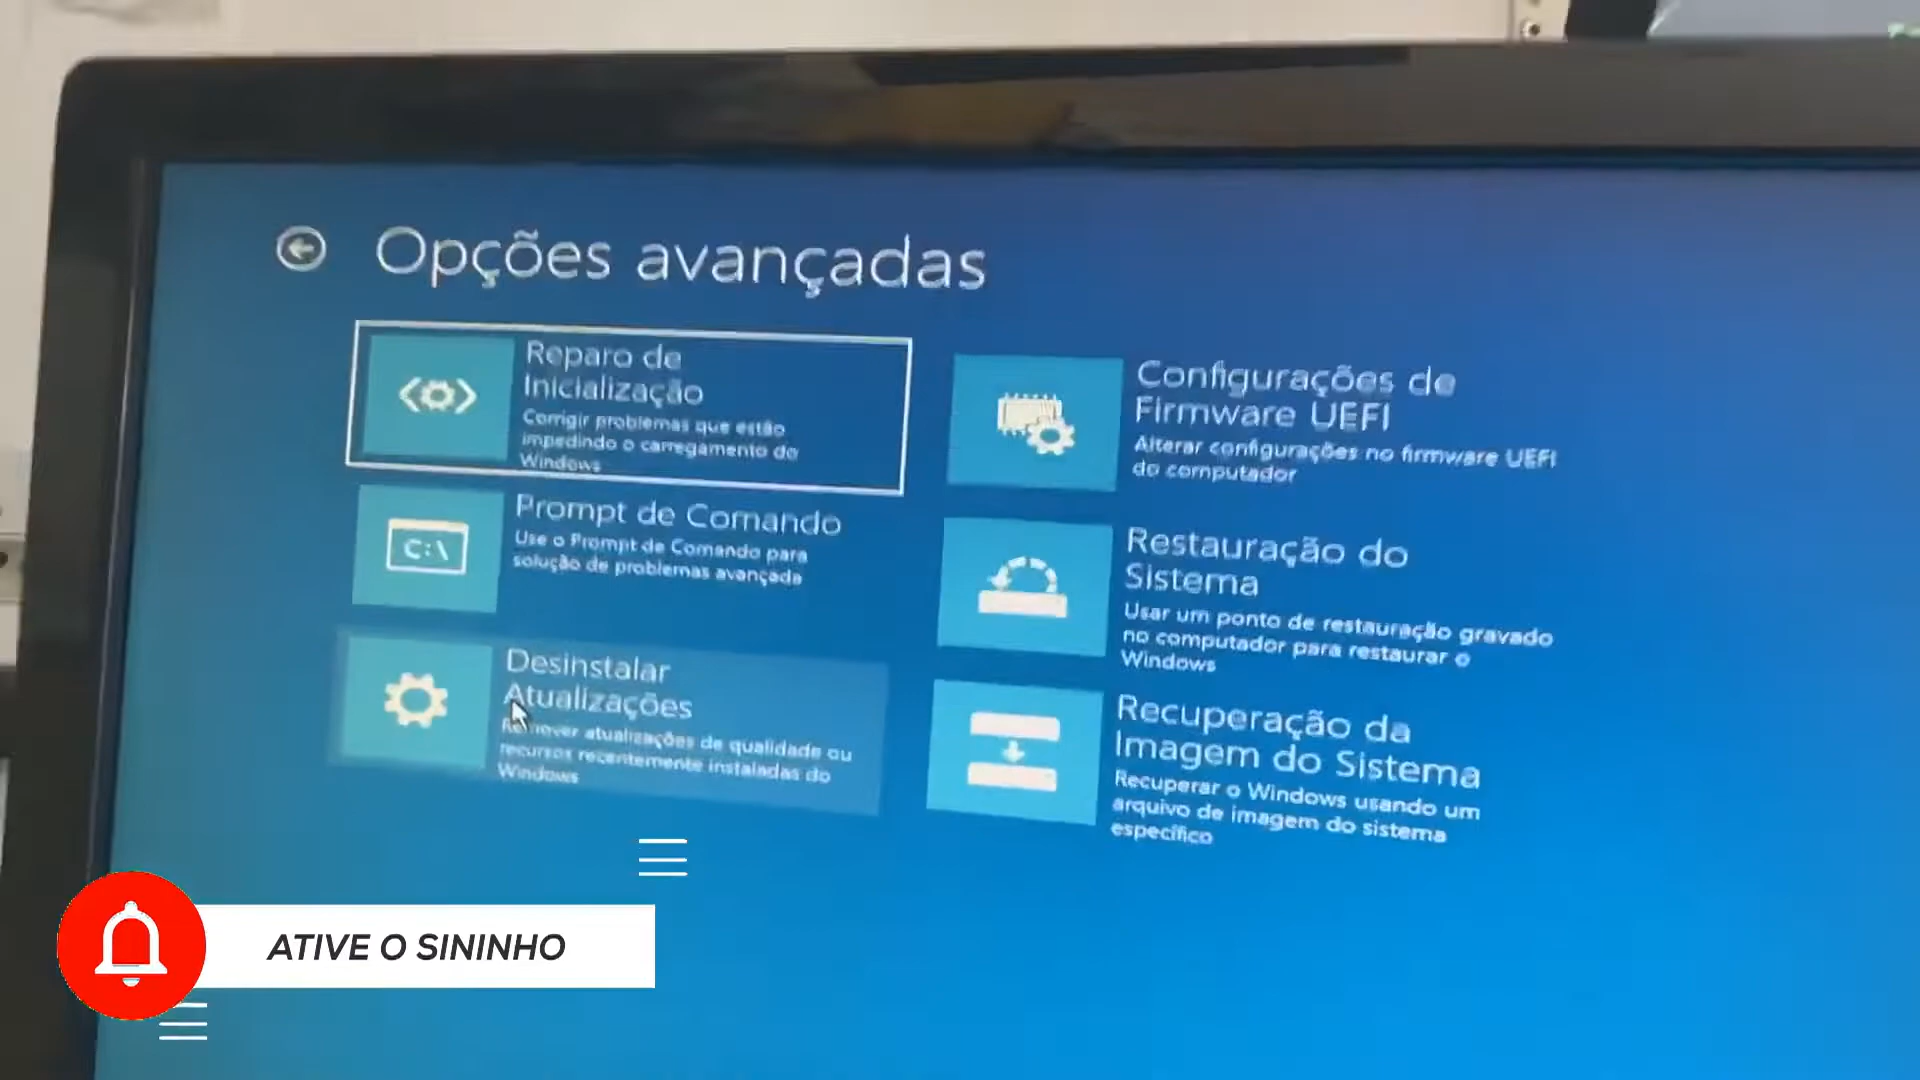 Opções avançadas
Reparo de
Inicialização
Corrigir problemas que estão
impedindo o carregamento do
Windows
Prompt de Comando
Use o Prompt de Comando para
solução de problemas avançada
C:\
Desinstalar
Atualizações
Remover atualizações de qualidade ou
recursos recentemente instaladas do
Windows
Configurações de
Firmware UEFI
Alterar configurações no firmware UEFI
do computador
Restauração do
Sistema
Usar um ponto de restauração gravado
no computador para restaurar o
Windows
Recuperação da
Imagem do Sistema
Recuperar o Windows usando um
arquivo de imagem do sistema
específico
ATIVE O SININHO